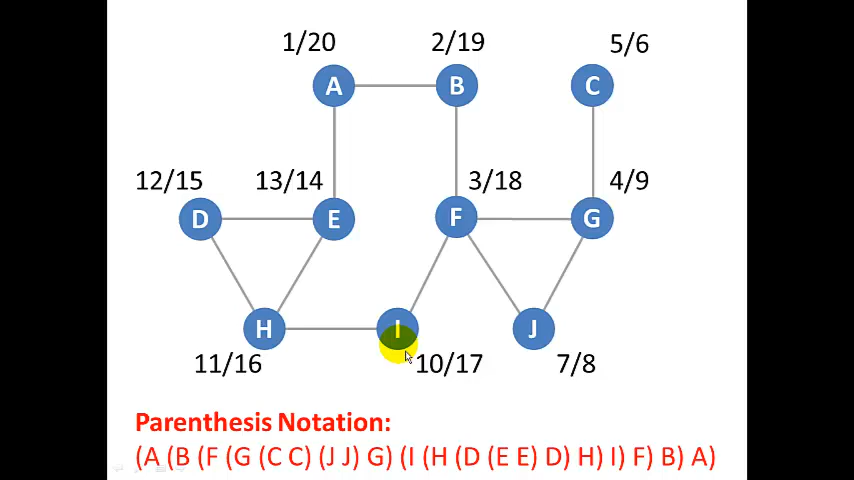 1/20 2/19 5/6
A B C
12/15 13/14 3/18 4/9
D E F G
H I J
11/16 10/17 7/8
Parenthesis Notation:
(A (B (F (G (C C) (J J) G) (I (H (D (E E) D) H) I) F) B) A)